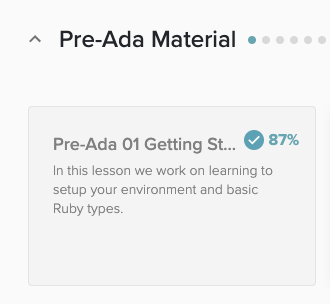 Pre-Ada Material
Pre-Ada 01 Getting St...
87%
In this lesson we work on learning to
setup your environment and basic
Ruby types.